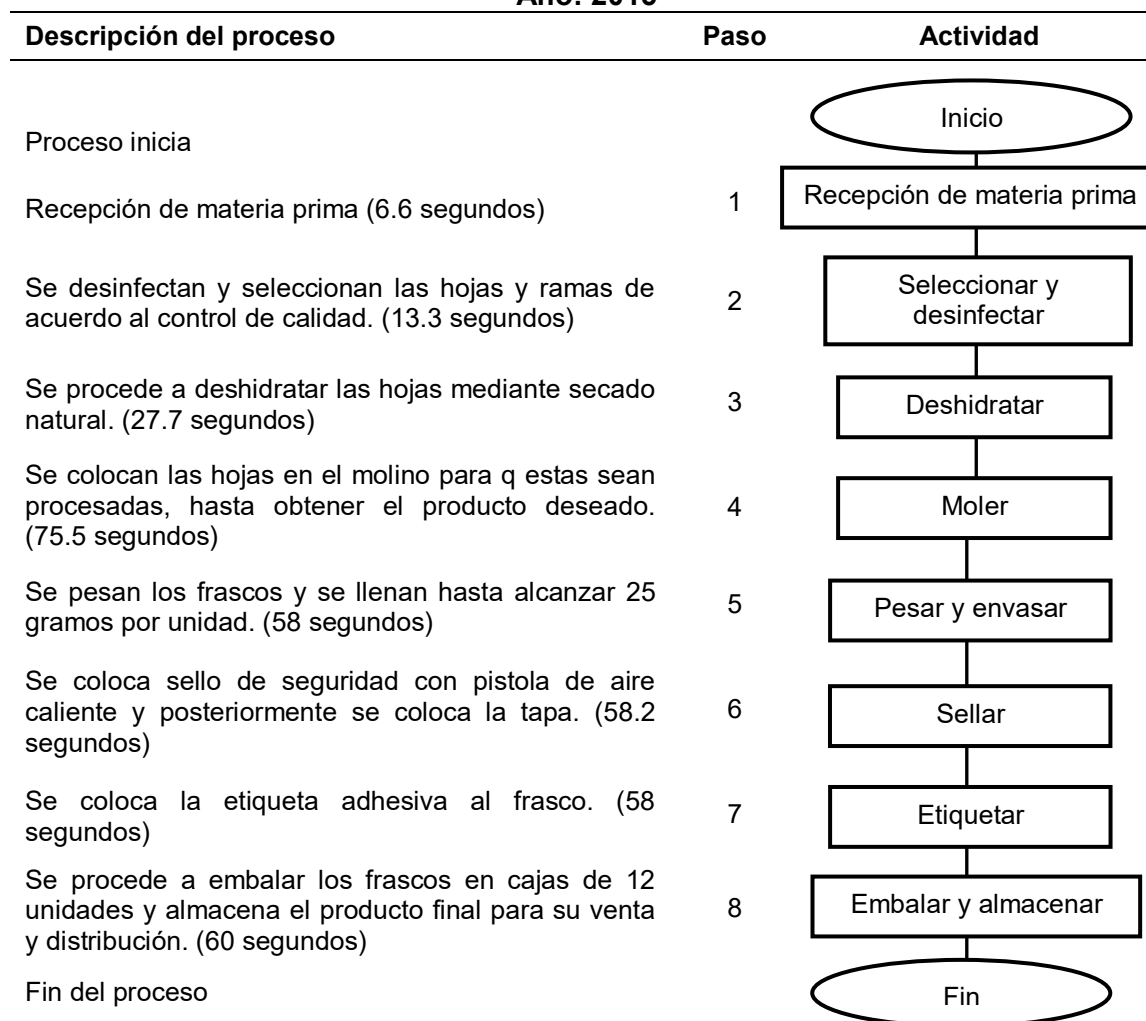 Descripción del proceso Paso Actividad
Inicio
Proceso inicia
Recepción de materia prima (6.6 segundos) 1 Recepción de materia prima
Se desinfectan y seleccionan las hojas y ramas de
acuerdo al control de calidad. (13.3 segundos)
2
Seleccionar y
desinfectar
Se procede a deshidratar las hojas mediante secado
natural. (27.7 segundos)
3
Deshidratar
Se colocan las hojas en el molino para q estas sean
procesadas, hasta obtener el producto deseado.
(75.5 segundos)
4
Moler
Se pesan los frascos y se llenan hasta alcanzar 25
gramos por unidad. (58 segundos)
5
Pesar y envasar
Se coloca sello de seguridad con pistola de aire
caliente y posteriormente se coloca la tapa. (58.2
segundos)
6
Sellar
Se coloca la etiqueta adhesiva al frasco. (58
segundos)
7
Etiquetar
Se procede a embalar los frascos en cajas de 12
unidades y almacena el producto final para su venta
y distribución. (60 segundos)
8
Embalar y almacenar
Fin del proceso
Fin